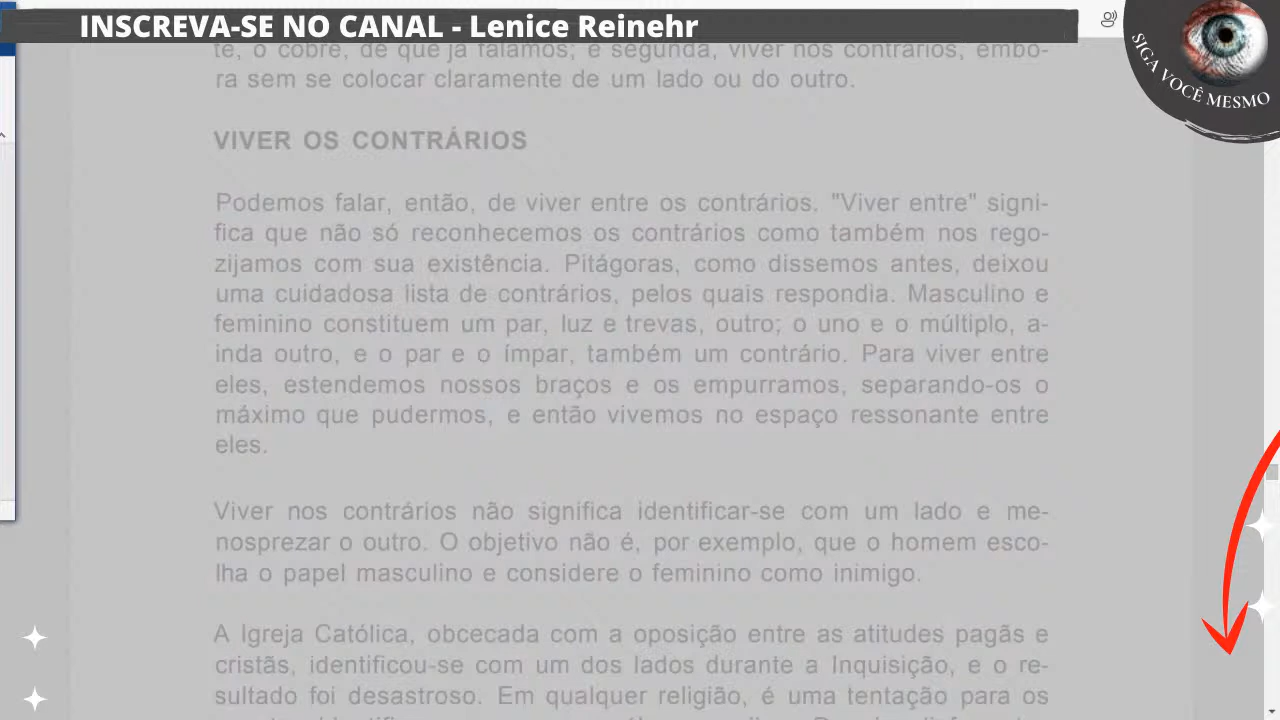 INSCREVA-SE NO CANAL - Lenice Reinehr
SIGA VOCÊ MESMO
te, o cobre, de que já falamos; e segunda, viver nos contrários, embo-
ra sem se colocar claramente de um lado ou do outro.
VIVER OS CONTRÁRIOS
Podemos falar, então, de viver entre os contrários. "Viver entre" signi-
fica que não só reconhecemos os contrários como também nos rego-
zijamos com sua existência. Pitágoras, como dissemos antes, deixou
uma cuidadosa lista de contrários, pelos quais respondia. Masculino e
feminino constituem um par, luz e trevas, outro; o uno e o múltiplo, a-
inda outro, e o par e o ímpar, também um contrário. Para viver entre
eles, estendemos nossos braços e os empurramos, separando-os o
máximo que pudermos, e então vivemos no espaço ressonante entre
eles.
Viver nos contrários não significa identificar-se com um lado e me-
nosprezar o outro. O objetivo não é, por exemplo, que o homem esco-
lha o papel masculino e considere o feminino como inimigo.
A Igreja Católica, obcecada com a oposição entre as atitudes pagãs e
cristãs, identificou-se com um dos lados durante a Inquisição, e o re-
sultado foi desastroso. Em qualquer religião, é uma tentação para os